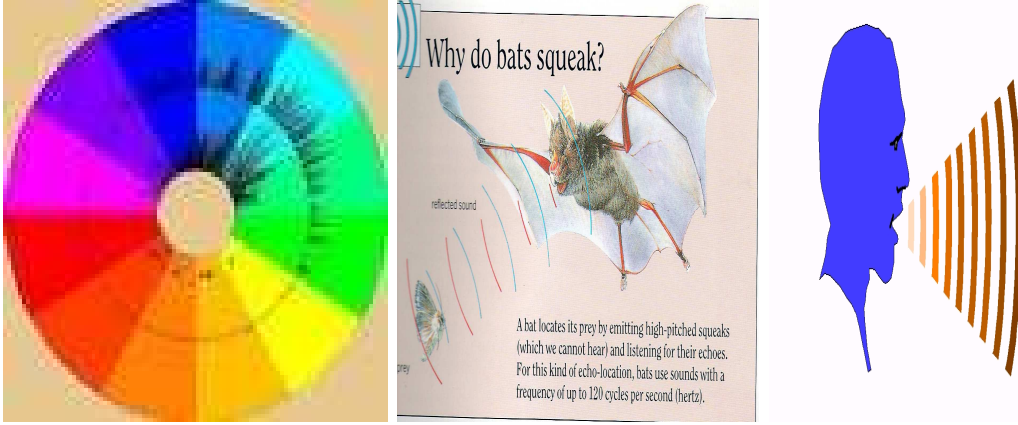 Why do bats squeak?
reflected sound
A bat locates its prey by emitting high-pitched squeaks
(which we cannot hear) and listening for their echoes.
For this kind of echo-location, bats use sounds with a
frequency of up to 120 cycles per second (hertz).
prey